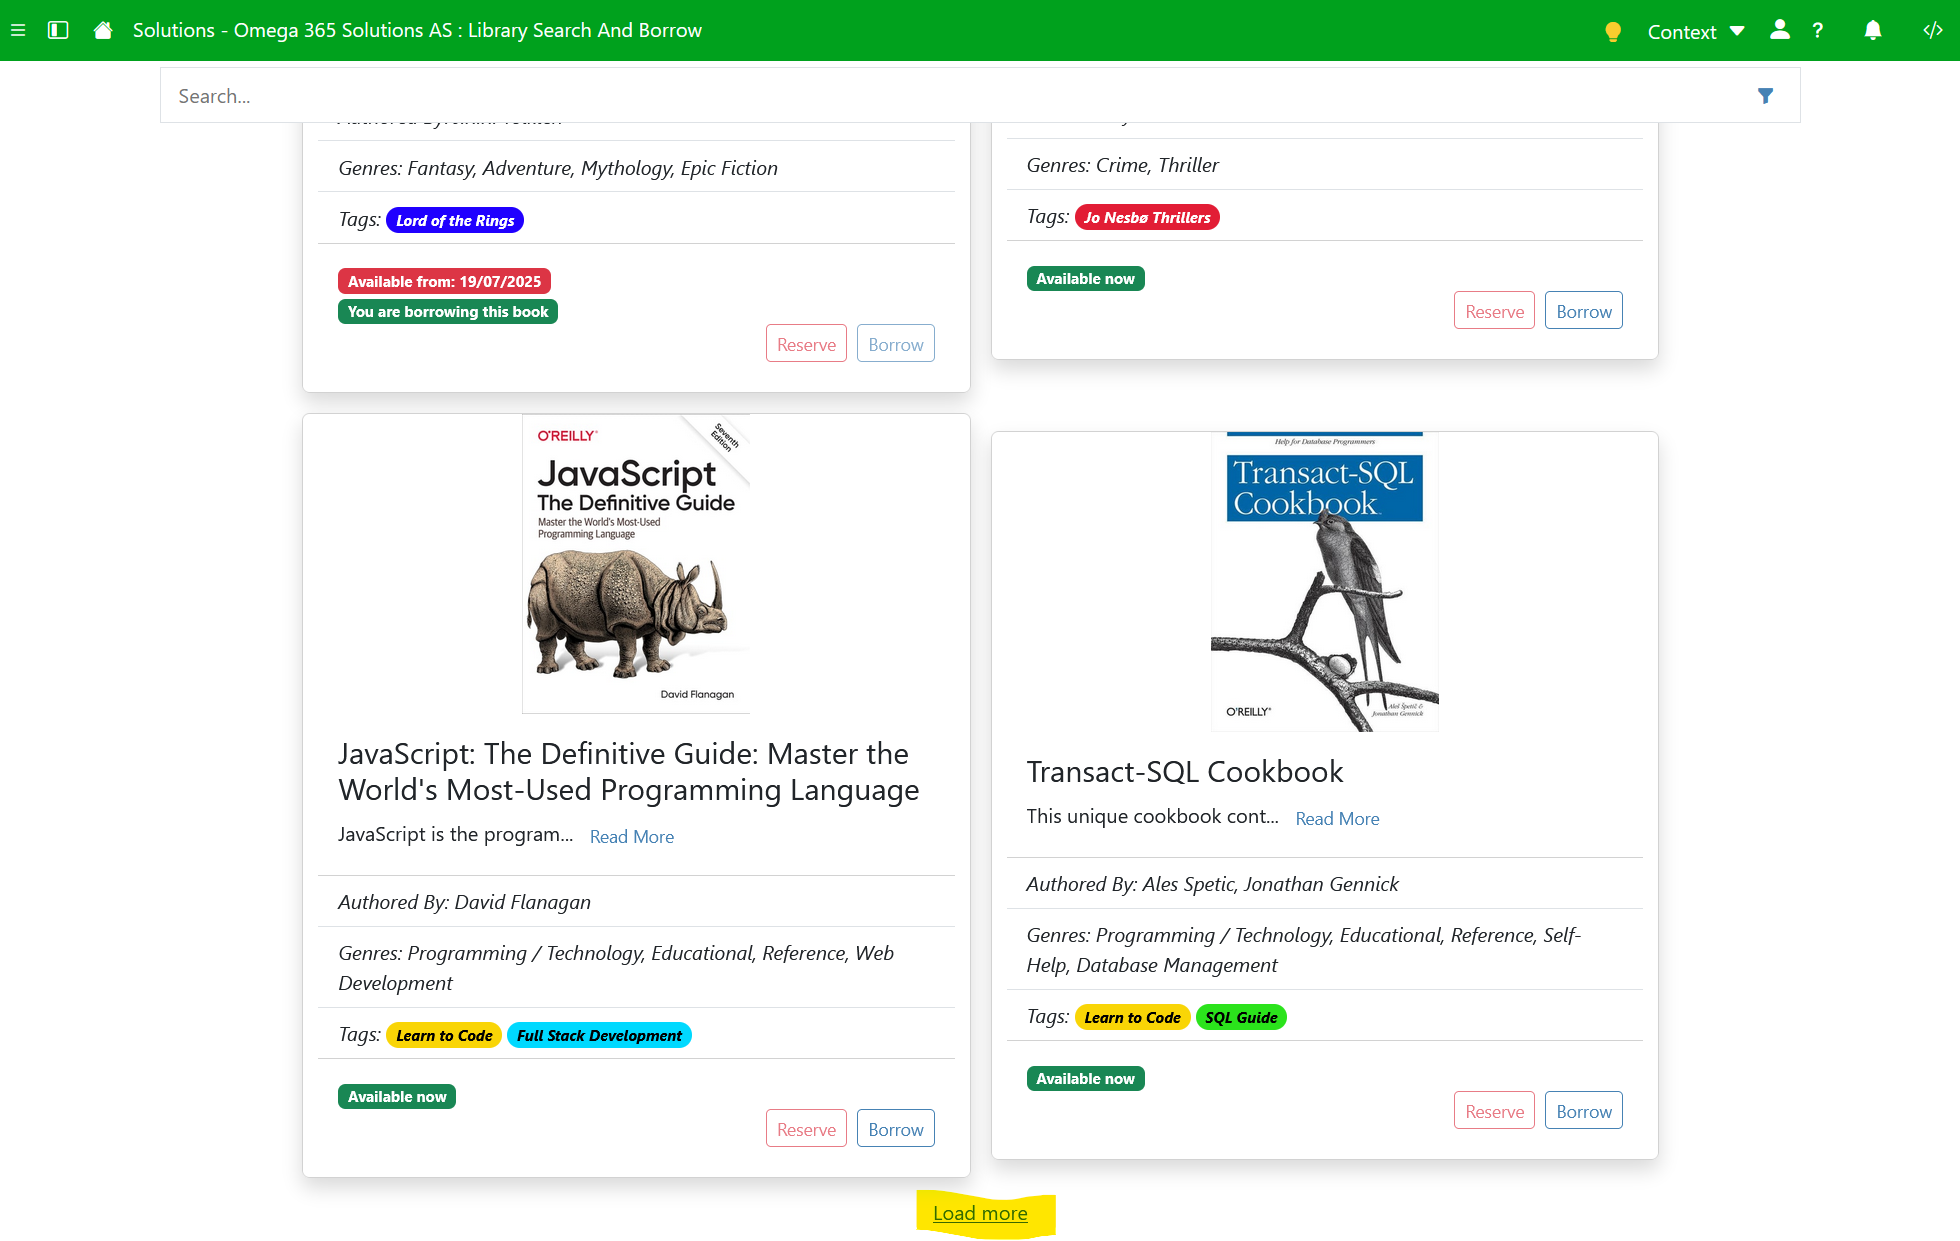 Solutions - Omega 365 Solutions AS : Library Search And Borrow
Context
?
</>
Search...
Genres: Fantasy, Adventure, Mythology, Epic Fiction
Tags: Lord of the Rings
Available from: 19/07/2025
You are borrowing this book
Reserve
Borrow
Genres: Crime, Thriller
Tags: Jo Nesbø Thrillers
Available now
Reserve
Borrow
O'REILLY®
Seventh
Edition
JavaScript
The Definitive Guide
Master the World's Most-Used
Programming Language
David Flanagan
JavaScript: The Definitive Guide: Master the
World's Most-Used Programming Language
JavaScript is the program... Read More
Authored By: David Flanagan
Genres: Programming / Technology, Educational, Reference, Web
Development
Tags: Learn to Code Full Stack Development
Available now
Reserve
Borrow
Help for Database Programmers
Transact-SQL
Cookbook
O'REILLY®
Aleš Špetič &
Jonathan Gennick
Transact-SQL Cookbook
This unique cookbook cont... Read More
Authored By: Ales Spetic, Jonathan Gennick
Genres: Programming / Technology, Educational, Reference, Self-
Help, Database Management
Tags: Learn to Code SQL Guide
Available now
Reserve
Borrow
Load more